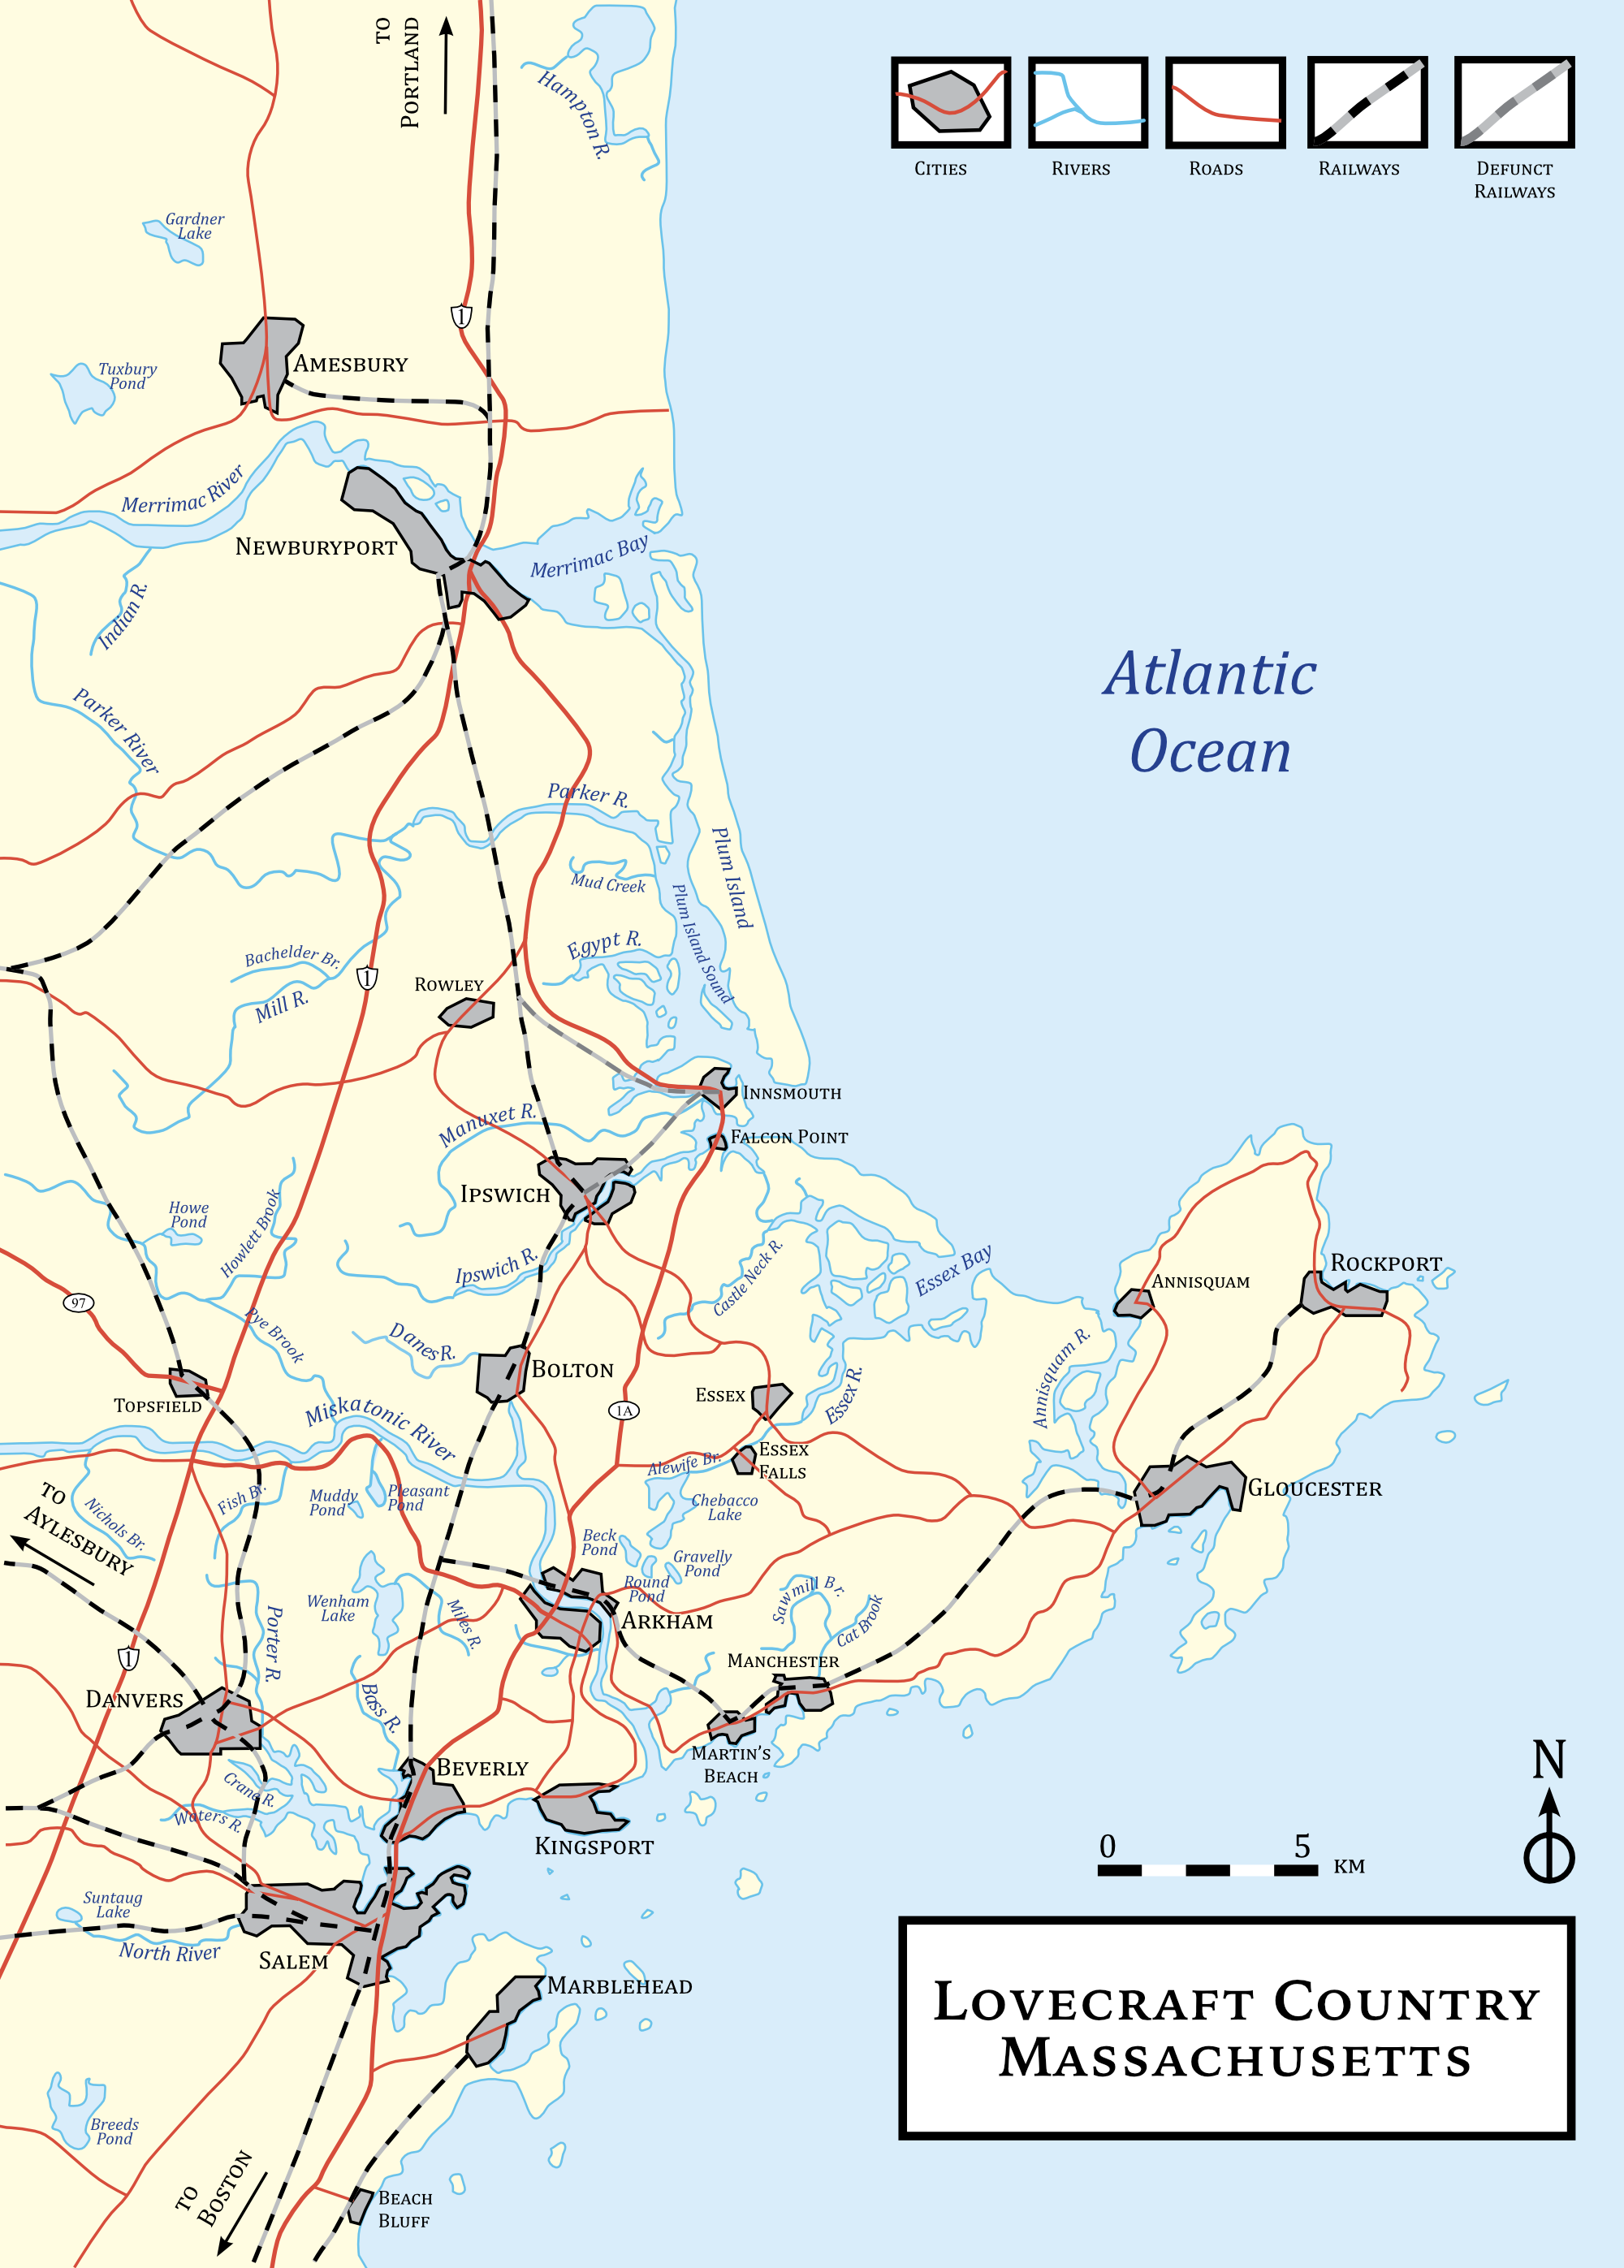 TO
PORTLAND
Hampton R.
CITIES
RIVERS
ROADS
RAILWAYS
DEFUNCT
RAILWAYS
Gardner
Lake
1
AMESBURY
Tuxbury
Pond
Merrimac River
NEWBURYPORT
Merrimac Bay
Indian R.
Atlantic
Ocean
Parker River
Parker R.
Plum Island
Mud Creek
Plum Island Sound
Egypt R.
Bachelder Br.
1
ROWLEY
Mill R.
INNSMOUTH
Manuxet R.
FALCON POINT
IPSWICH
Howe
Pond
Howlett Brook
Ipswich R.
Castle Neck R.
Essex Bay
ROCKPORT
ANNISQUAM
97
Pye Brook
Danes R.
BOLTON
Annisquam R.
TOPSFIELD
ESSEX
Essex R.
1A
Miskatonic River
ESSEX
FALLS
Alewife Br.
GLOUCESTER
TO
AYLESBURY
Nichols Br.
Fish Br.
Muddy
Pond
Pleasant
Pond
Chebacco
Lake
Beck
Pond
Gravelly
Pond
Round
Pond
Wenham
Lake
Miles R.
ARKHAM
Sawmill Br.
Cat Brook
Porter R.
1
MANCHESTER
DANVERS
Bass R.
MARTIN'S
BEACH
BEVERLY
Crane R.
Waters R.
KINGSPORT
N
0 5 KM
Suntaug
Lake
North River
SALEM
MARBLEHEAD
LOVECRAFT COUNTRY
MASSACHUSETTS
Breeds
Pond
TO
BOSTON
BEACH
BLUFF